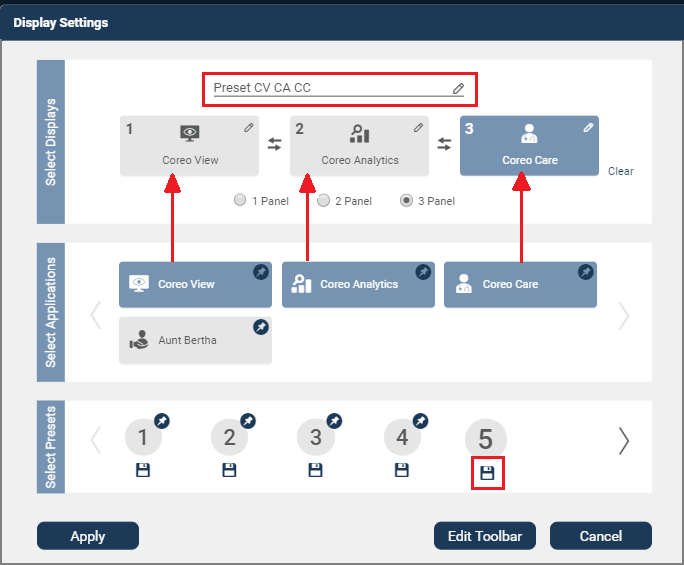 Display Settings
Select Displays
Preset CV CA CC
1
Coreo View
2
Coreo Analytics
3
Coreo Care
Clear
1 Panel
2 Panel
3 Panel
Select Applications
Coreo View
Coreo Analytics
Coreo Care
Aunt Bertha
Select Presets
1
2
3
4
5
Apply
Edit Toolbar
Cancel